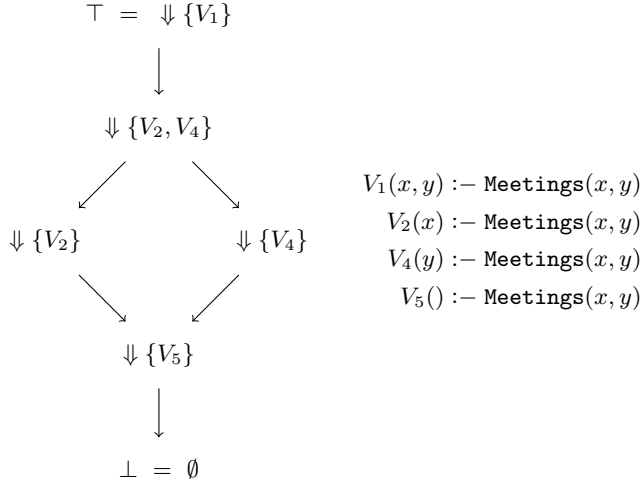 ⊤ = ⇓ {V₁}
⇓ {V₂, V₄}
⇓ {V₂}
⇓ {V₄}
⇓ {V₅}
⊥ = ∅
V₁(x, y) :− Meetings(x, y)
V₂(x) :− Meetings(x, y)
V₄(y) :− Meetings(x, y)
V₅() :− Meetings(x, y)